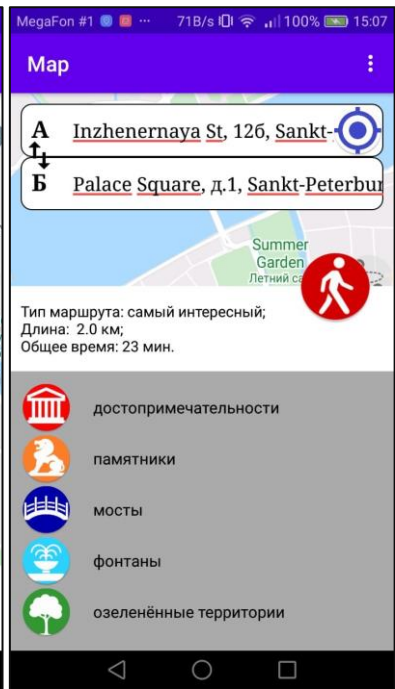 MegaFon #1 ... 71B/s 100% 15:07
Map
А Inzhenernaya St, 12б, Sankt-
Б Palace Square, д.1, Sankt-Peterbur
Summer
Garden
Летний са
Тип маршрута: самый интересный;
Длина: 2.0 км;
Общее время: 23 мин.
достопримечательности
памятники
мосты
фонтаны
озеленённые территории